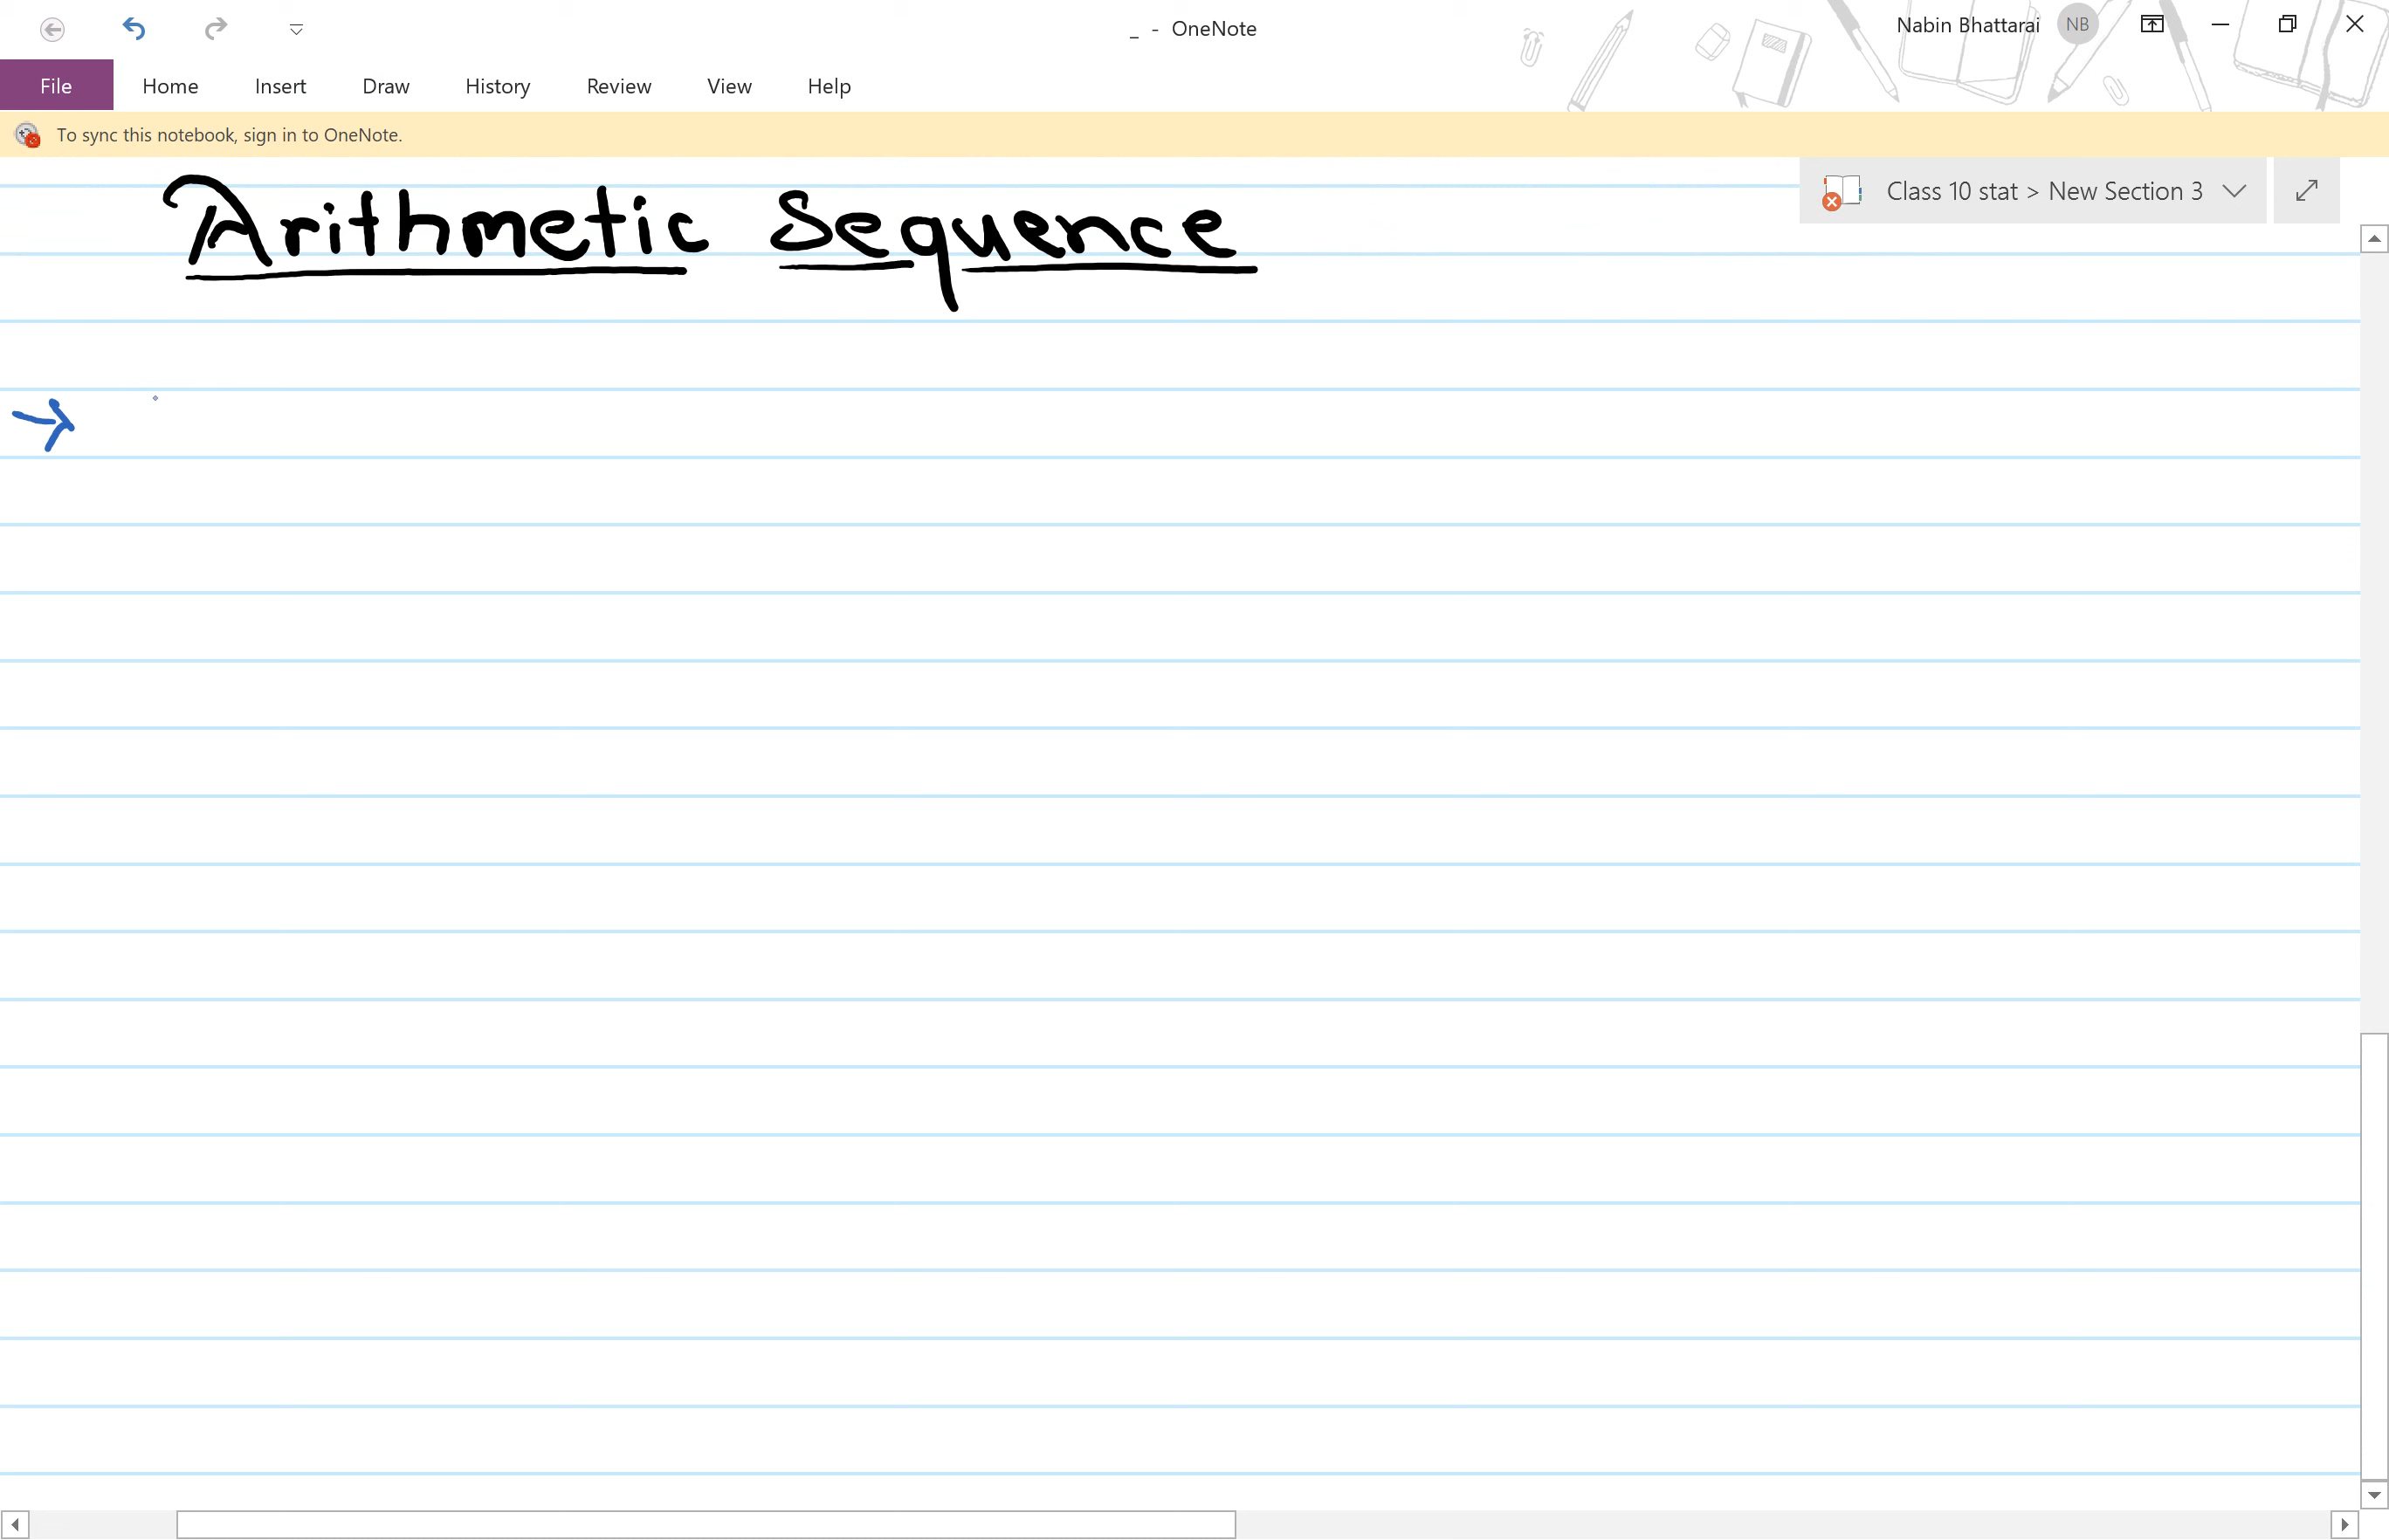 _ - OneNote
Nabin Bhattarai NB
File Home Insert Draw History Review View Help
To sync this notebook, sign in to OneNote.
Class 10 stat > New Section 3
Arithmetic Sequence
→